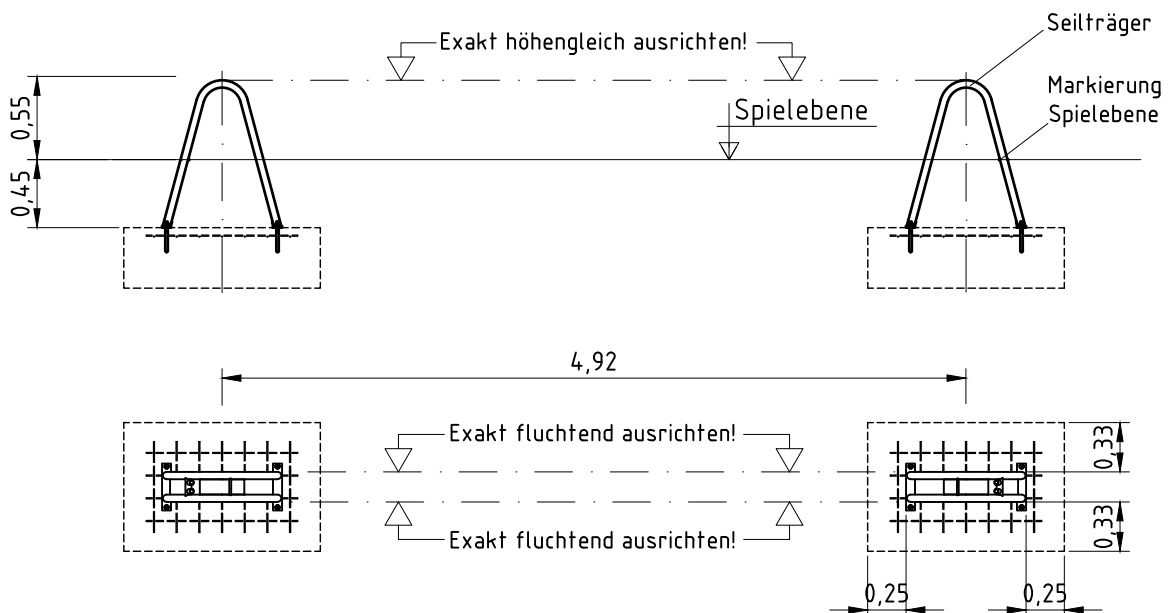 Exakt höhengleich ausrichten!
Seilträger
Markierung
Spielebene
Spielebene
0,55
0,45
4,92
Exakt fluchtend ausrichten!
Exakt fluchtend ausrichten!
0,33
0,33
0,25
0,25